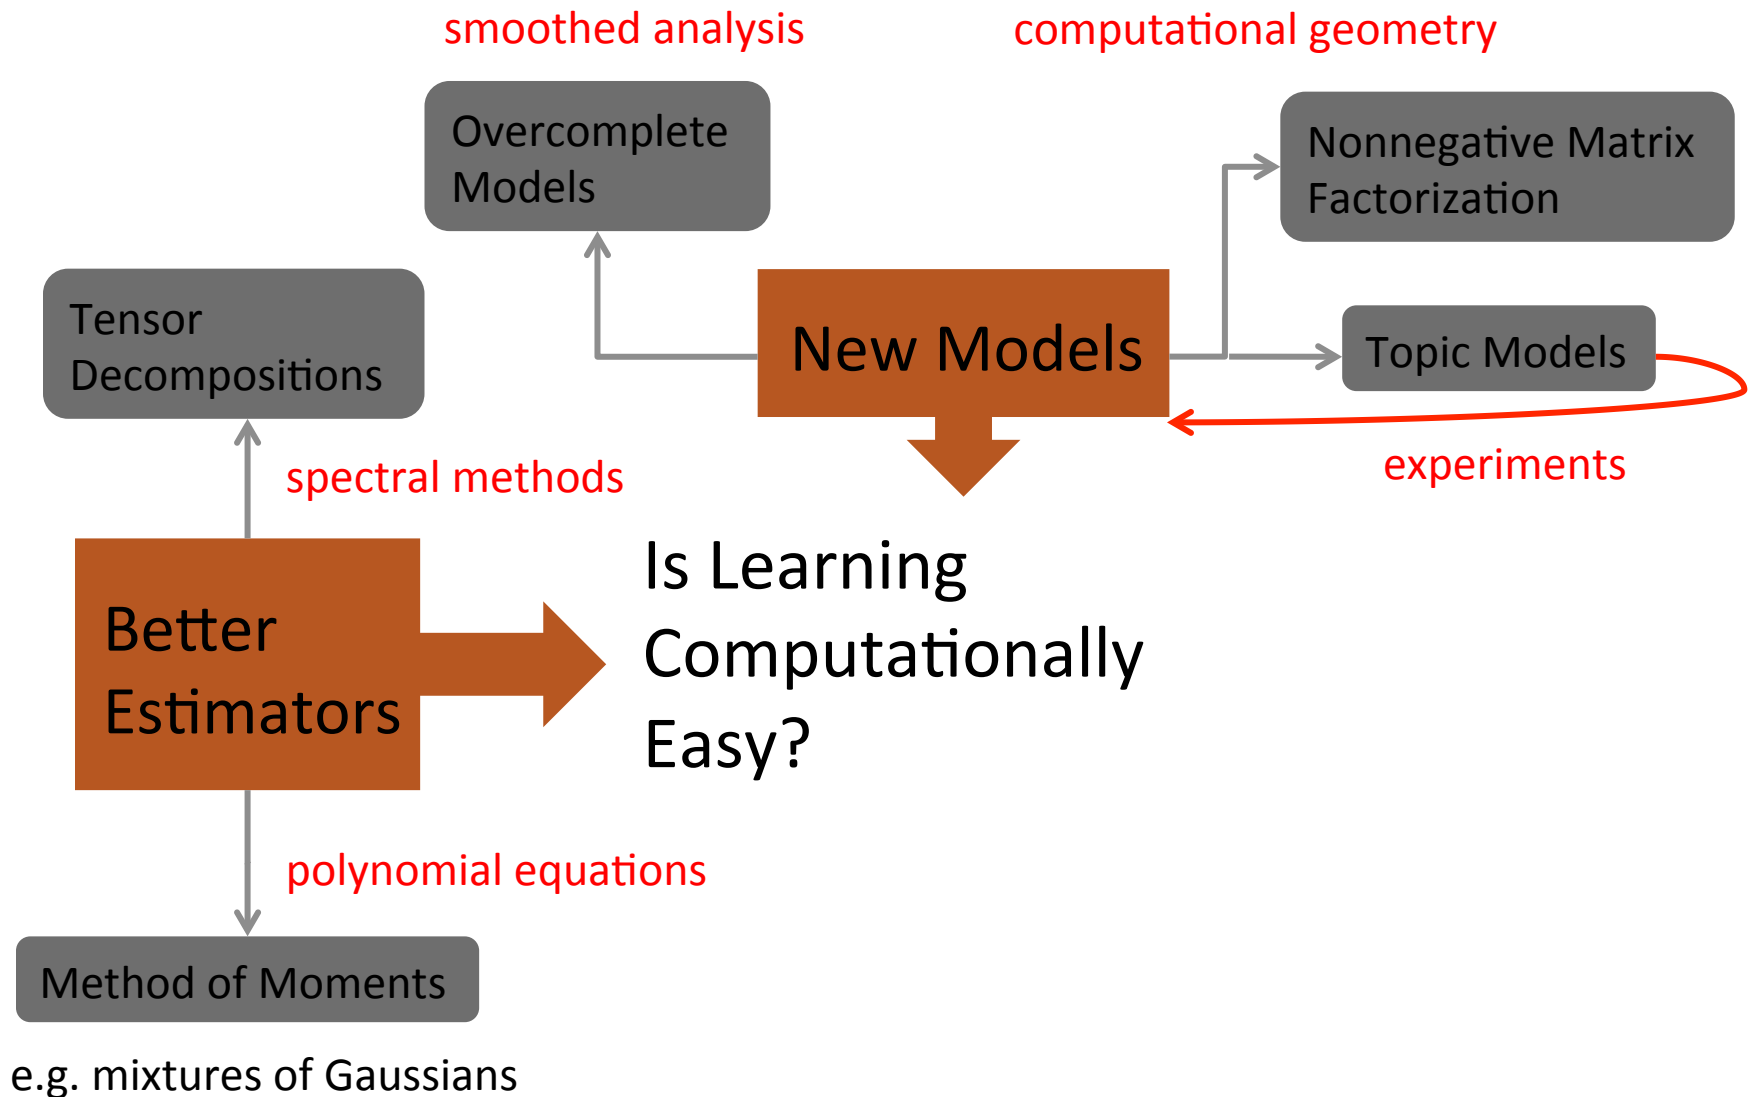 smoothed analysis
computational geometry
Overcomplete
Models
Nonnegative Matrix
Factorization
Tensor
Decompositions
New Models
Topic Models
spectral methods
experiments
Better
Estimators
Is Learning
Computationally
Easy?
polynomial equations
Method of Moments
e.g. mixtures of Gaussians